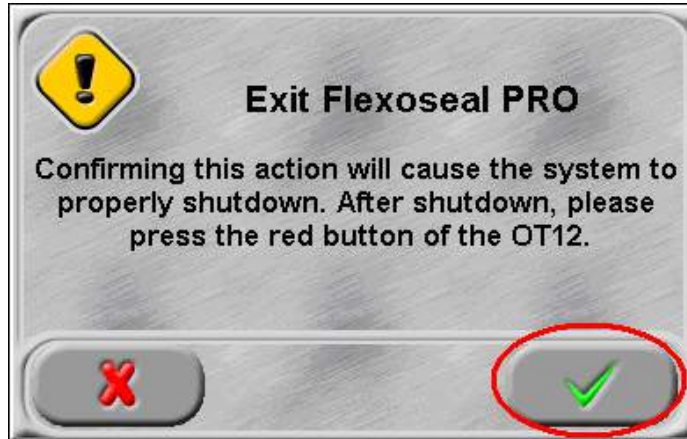 Exit Flexoseal PRO
Confirming this action will cause the system to
properly shutdown. After shutdown, please
press the red button of the OT12.